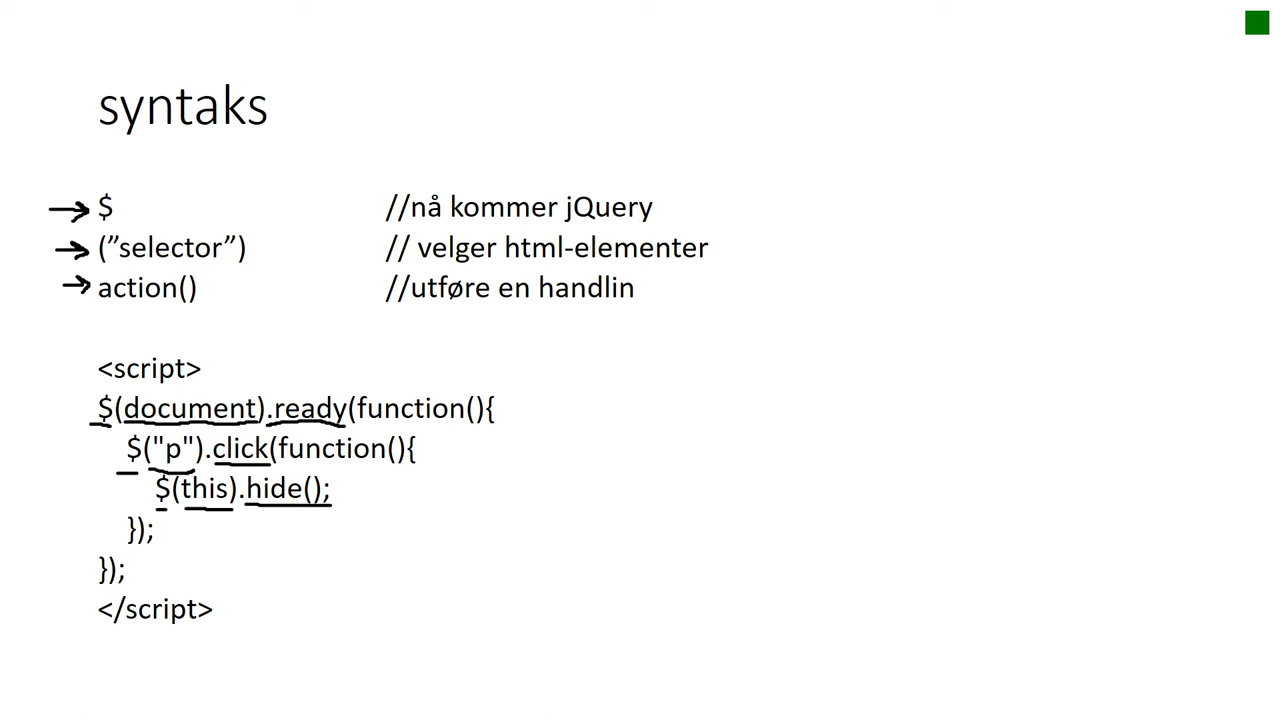 syntaks
$ //nå kommer jQuery
(”selector”) // velger html-elementer
action() //utføre en handlin
<script>
$(document).ready(function(){
$("p").click(function(){
$(this).hide();
});
});
</script>